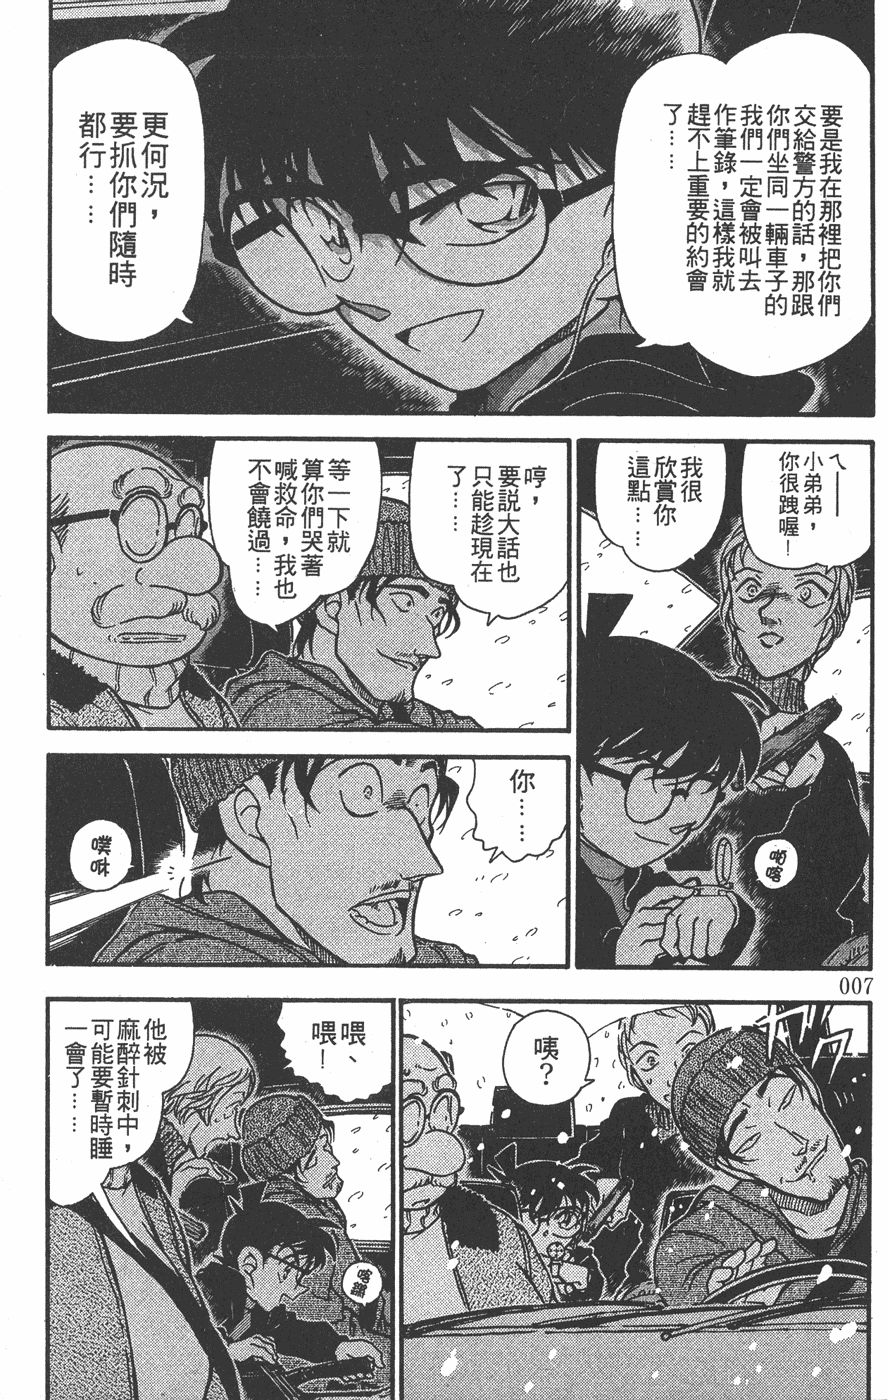 要是我在那裡把你們
交給警方的話，那跟
你們坐同一輛車子的
我們一定會被叫去
作筆錄，這樣我就
趕不上重要的約會
了……
更何況，
要抓你們隨時
都行……
ㄟ——
小弟弟，
你很跩喔！
我很
欣賞你
這點……
啪喀
哼，
要說大話也
只能趁現在
了……
等一下就
算你們哭著
喊救命，我也
不會饒過……
你……
噗咻
007
咦？
喂、
喂！
他被
麻醉針刺中，
可能要暫時睡
一會了……